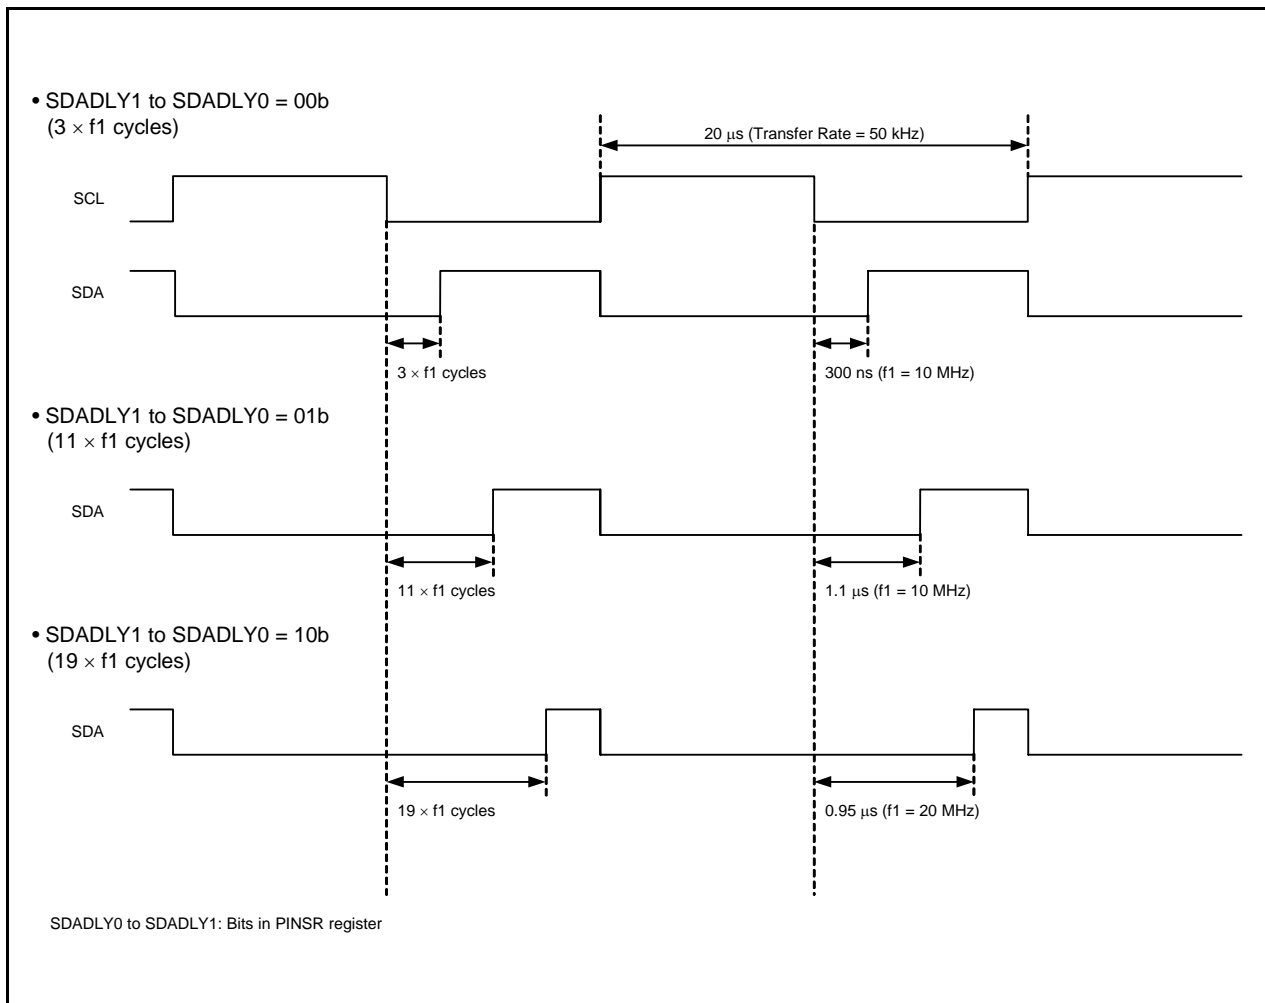 • SDADLY1 to SDADLY0 = 00b
(3 × f1 cycles)
20 μs (Transfer Rate = 50 kHz)
SCL
SDA
3 × f1 cycles
300 ns (f1 = 10 MHz)
• SDADLY1 to SDADLY0 = 01b
(11 × f1 cycles)
SDA
11 × f1 cycles
1.1 μs (f1 = 10 MHz)
• SDADLY1 to SDADLY0 = 10b
(19 × f1 cycles)
SDA
19 × f1 cycles
0.95 μs (f1 = 20 MHz)
SDADLY0 to SDADLY1: Bits in PINSR register